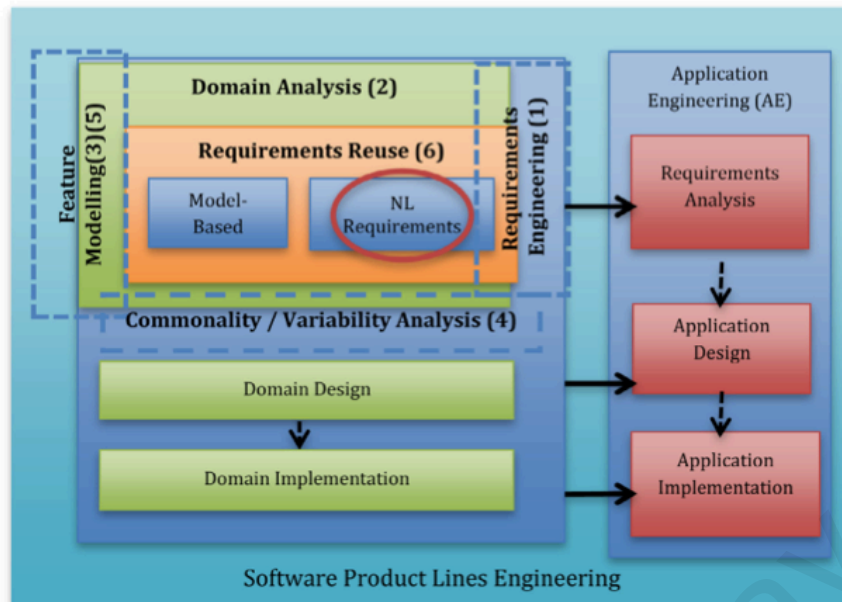 Domain Analysis (2)
Feature
Modelling(3)(5)
Requirements Reuse (6)
Model-
Based
NL
Requirements
Requirements
Engineering (1)
Commonality / Variability Analysis (4)
Domain Design
Domain Implementation
Application
Engineering (AE)
Requirements
Analysis
Application
Design
Application
Implementation
Software Product Lines Engineering